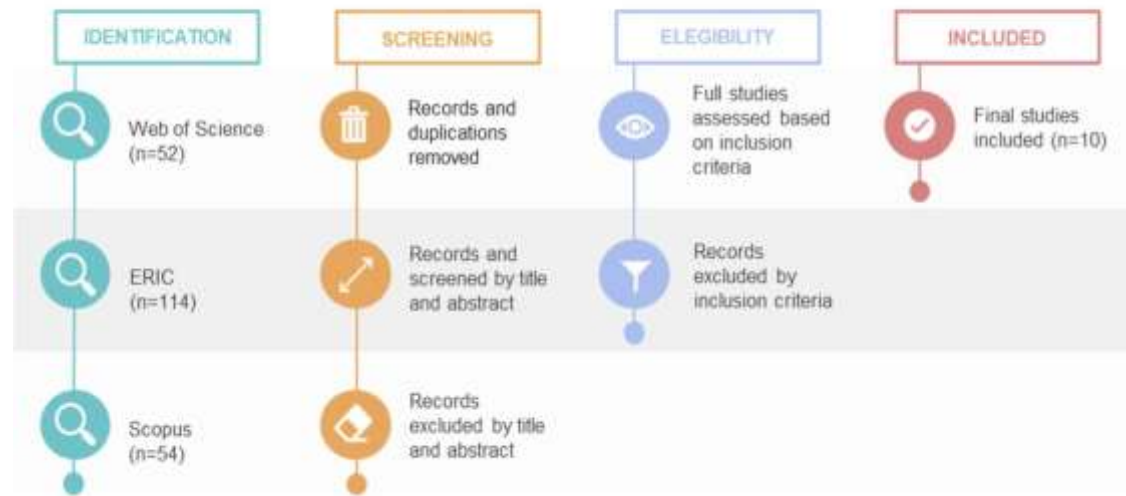 IDENTIFICATION
Web of Science
(n=52)
ERIC
(n=114)
Scopus
(n=54)
SCREENING
Records and
duplications
removed
Records and
screened by title
and abstract
Records
excluded by title
and abstract
ELEGIBILITY
Full studies
assessed based
on inclusion
criteria
Records
excluded by
inclusion criteria
INCLUDED
Final studies
included (n=10)